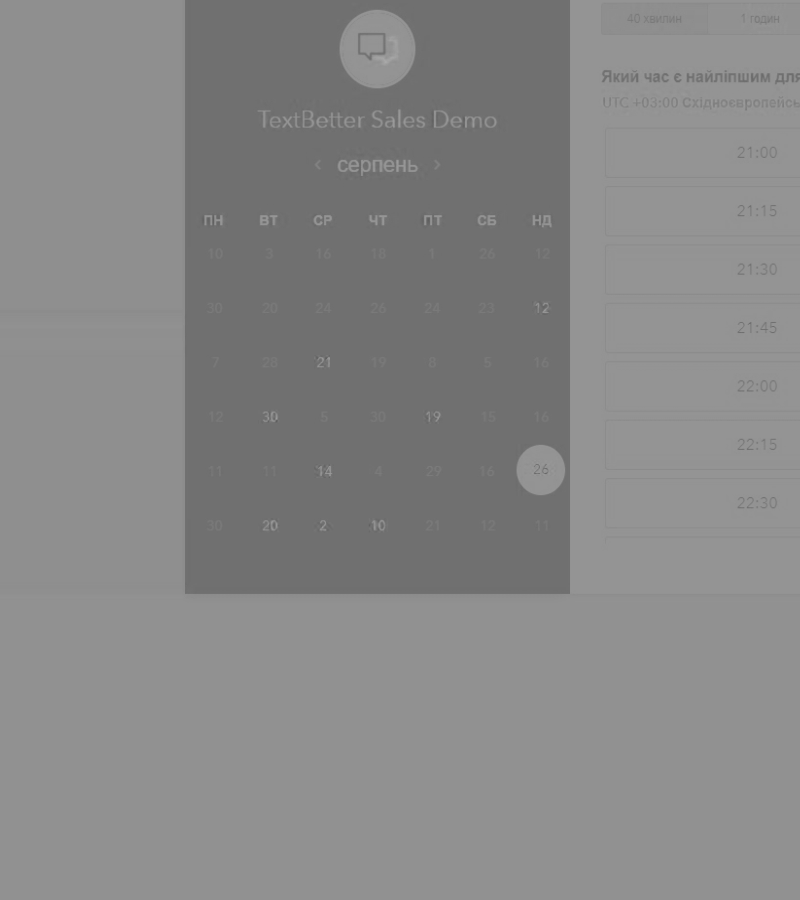 40 хвилин 1 годин
TextBetter Sales Demo
‹ серпень ›
ПН ВТ СР ЧТ ПТ СБ НД
10 3 16 18 1 26 12
30 20 24 26 24 23 12
7 28 21 19 6 5 16
12 30 5 30 19 15 16
11 11 14 4 29 16 26
30 20 2 10 21 12 11
Який час є найліпшим для
UTC +03:00 Східноєвропейсь
21:00
21:15
21:30
21:45
22:00
22:15
22:30